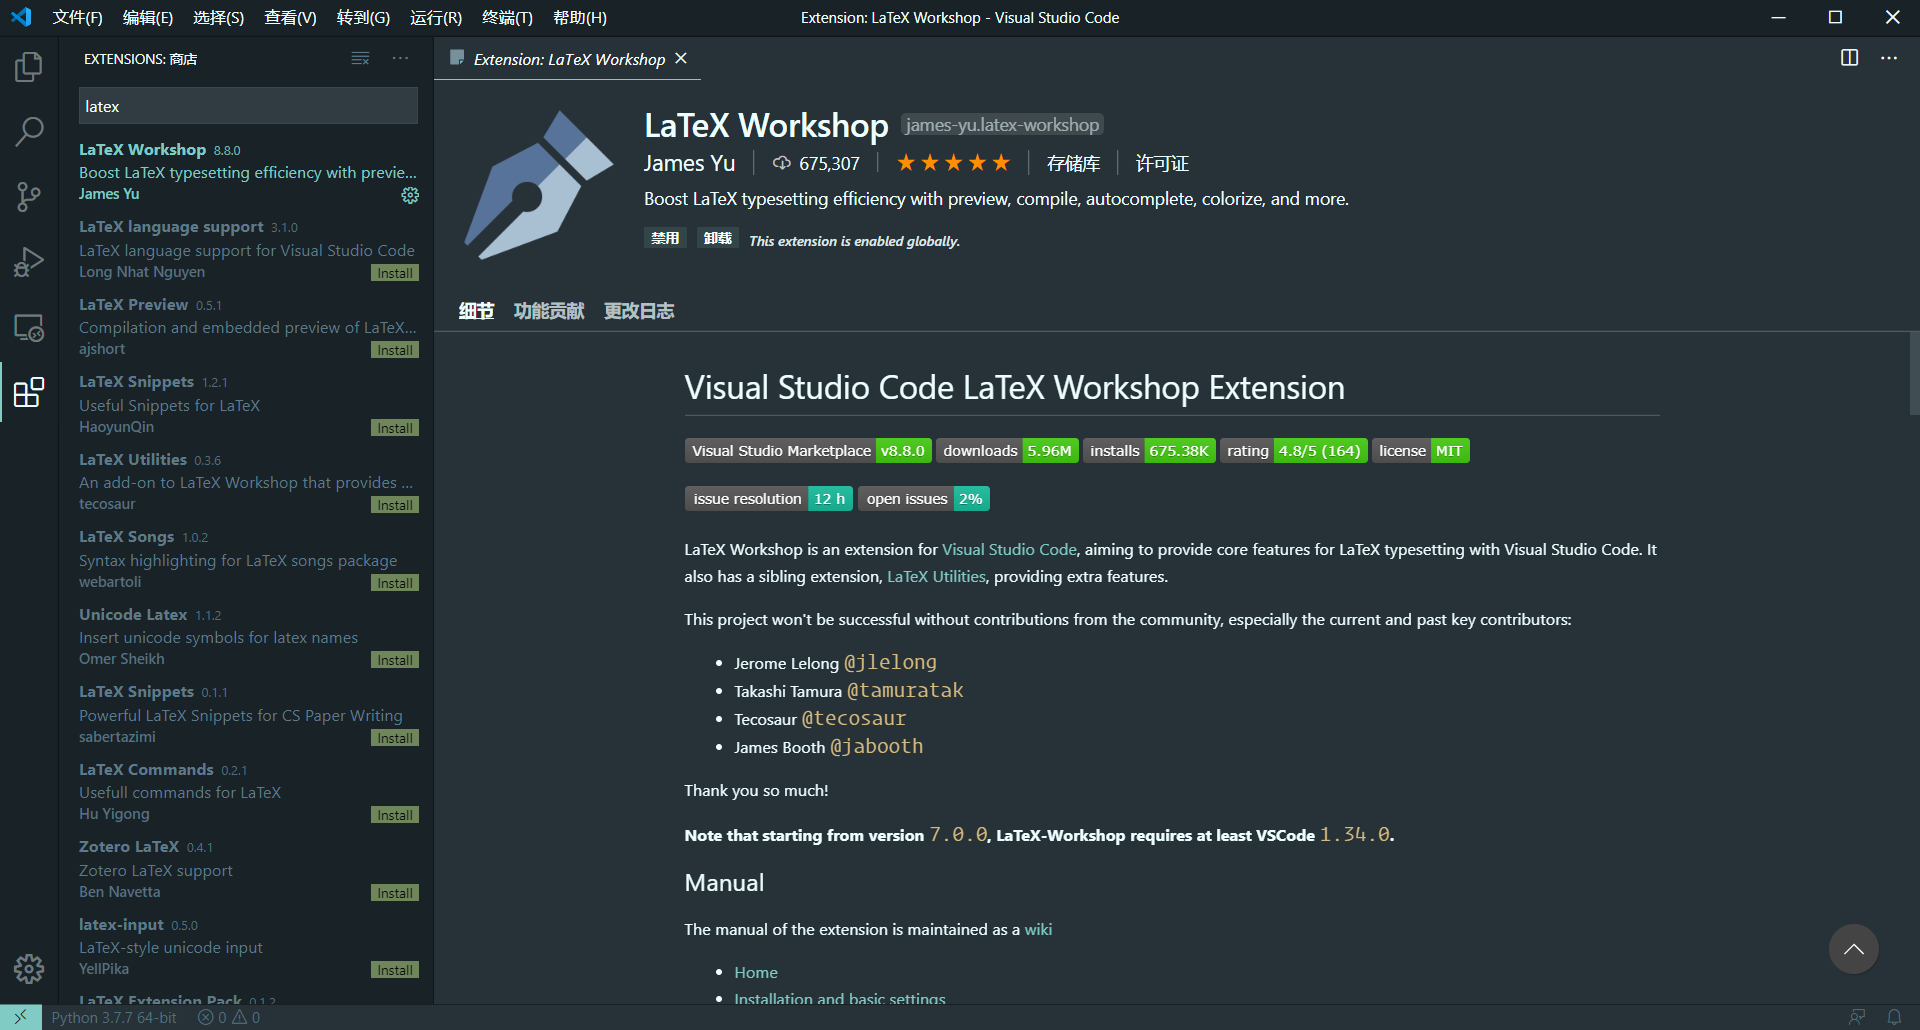 文件(F) 编辑(E) 选择(S) 查看(V) 转到(G) 运行(R) 终端(T) 帮助(H) Extension: LaTeX Workshop - Visual Studio Code
EXTENSIONS: 商店
latex
LaTeX Workshop 8.8.0
Boost LaTeX typesetting efficiency with previe...
James Yu
LaTeX language support 3.1.0
LaTeX language support for Visual Studio Code
Long Nhat Nguyen Install
LaTeX Preview 0.5.1
Compilation and embedded preview of LaTeX...
ajshort Install
LaTeX Snippets 1.2.1
Useful Snippets for LaTeX
HaoyunQin Install
LaTeX Utilities 0.3.6
An add-on to LaTeX Workshop that provides ...
tecosaur Install
LaTeX Songs 1.0.2
Syntax highlighting for LaTeX songs package
webartoli Install
Unicode Latex 1.1.2
Insert unicode symbols for latex names
Omer Sheikh Install
LaTeX Snippets 0.1.1
Powerful LaTeX Snippets for CS Paper Writing
sabertazimi Install
LaTeX Commands 0.2.1
Usefull commands for LaTeX
Hu Yigong Install
Zotero LaTeX 0.4.1
Zotero LaTeX support
Ben Navetta Install
latex-input 0.5.0
LaTeX-style unicode input
YellPika Install
LaTeX Extension Pack 0.1.2
Extension: LaTeX Workshop
LaTeX Workshop james-yu.latex-workshop
James Yu 675,307 存储库 许可证
Boost LaTeX typesetting efficiency with preview, compile, autocomplete, colorize, and more.
禁用 卸载 This extension is enabled globally.
细节 功能贡献 更改日志
Visual Studio Code LaTeX Workshop Extension
Visual Studio Marketplace v8.8.0 downloads 5.96M installs 675.38K rating 4.8/5 (164) license MIT
issue resolution 12 h open issues 2%
LaTeX Workshop is an extension for Visual Studio Code, aiming to provide core features for LaTeX typesetting with Visual Studio Code. It
also has a sibling extension, LaTeX Utilities, providing extra features.
This project won't be successful without contributions from the community, especially the current and past key contributors:
• Jerome Lelong @jlelong
• Takashi Tamura @tamuratak
• Tecosaur @tecosaur
• James Booth @jabooth
Thank you so much!
Note that starting from version 7.0.0, LaTeX-Workshop requires at least VSCode 1.34.0.
Manual
The manual of the extension is maintained as a wiki
• Home
• Installation and basic settings
Python 3.7.7 64-bit 0 0